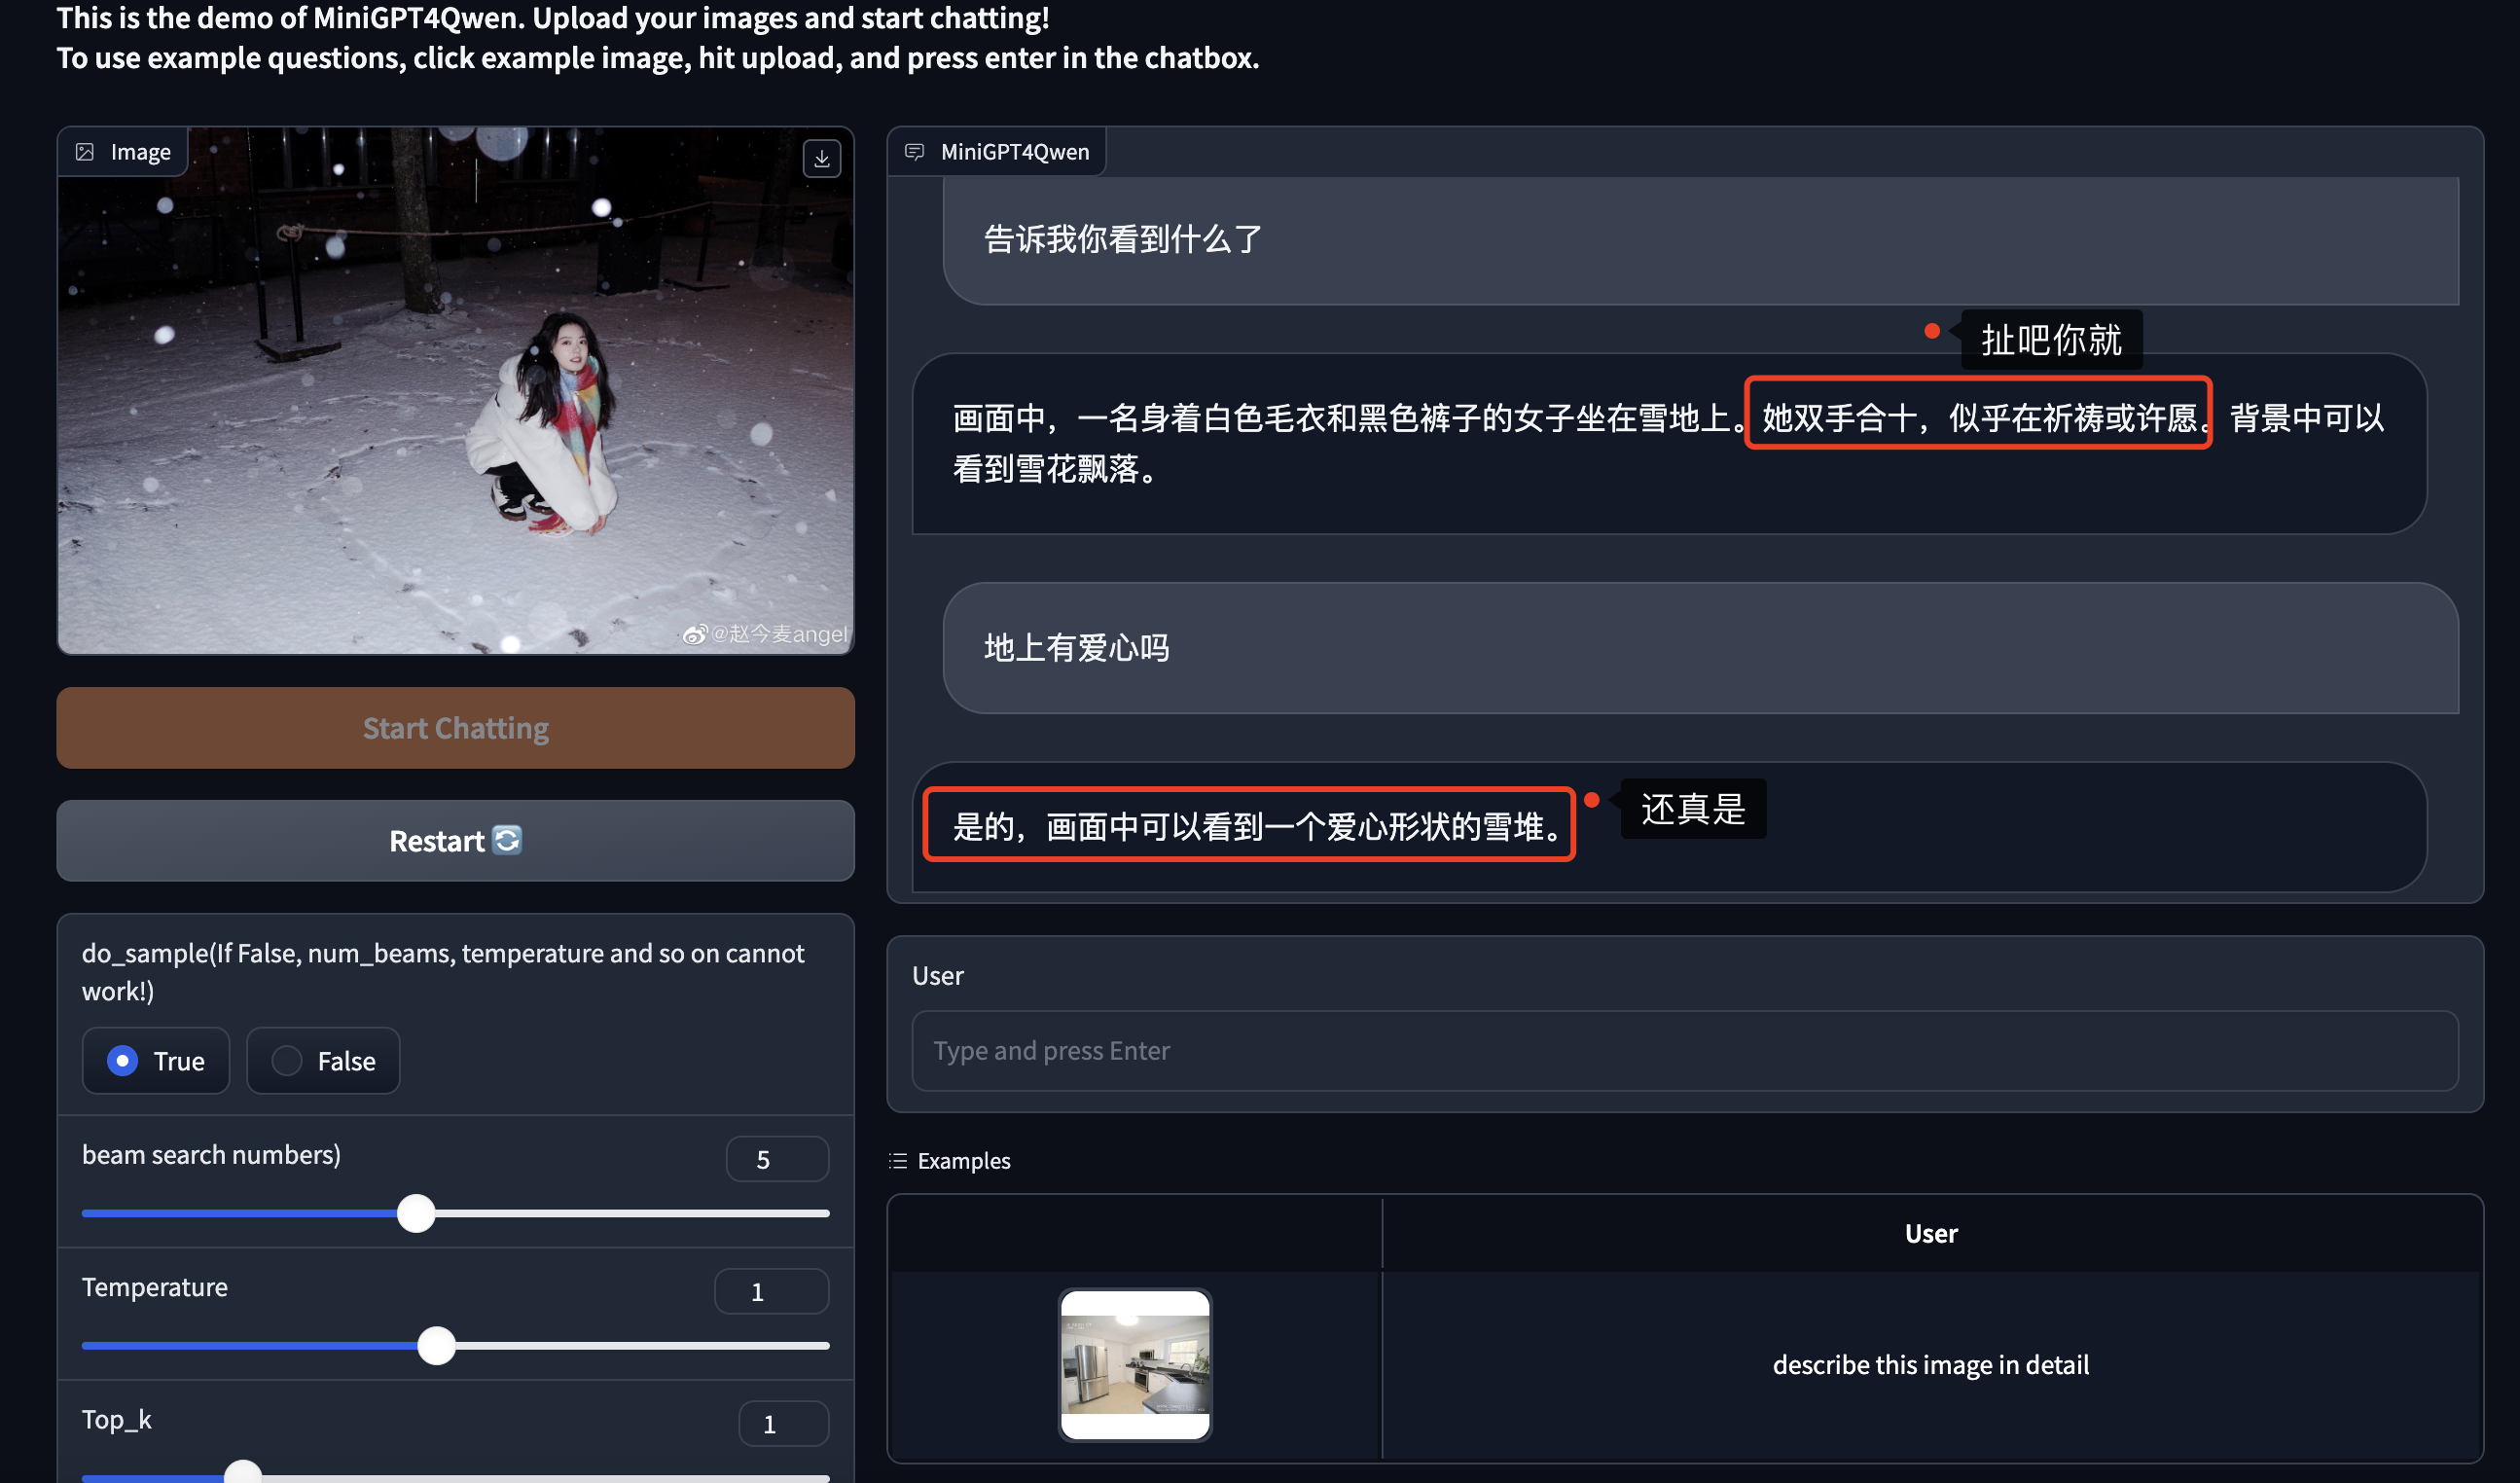 This is the demo of MiniGPT4Qwen. Upload your images and start chatting!
To use example questions, click example image, hit upload, and press enter in the chatbox.
Image
@赵今麦angel
Start Chatting
Restart
do_sample(If False, num_beams, temperature and so on cannot
work!)
True
False
beam search numbers)
5
Temperature
1
Top_k
1
MiniGPT4Qwen
告诉我你看到什么了
扯吧你就
画面中，一名身着白色毛衣和黑色裤子的女子坐在雪地上。她双手合十，似乎在祈祷或许愿。背景中可以
看到雪花飘落。
地上有爱心吗
是的，画面中可以看到一个爱心形状的雪堆。
还真是
User
Type and press Enter
Examples
User
describe this image in detail